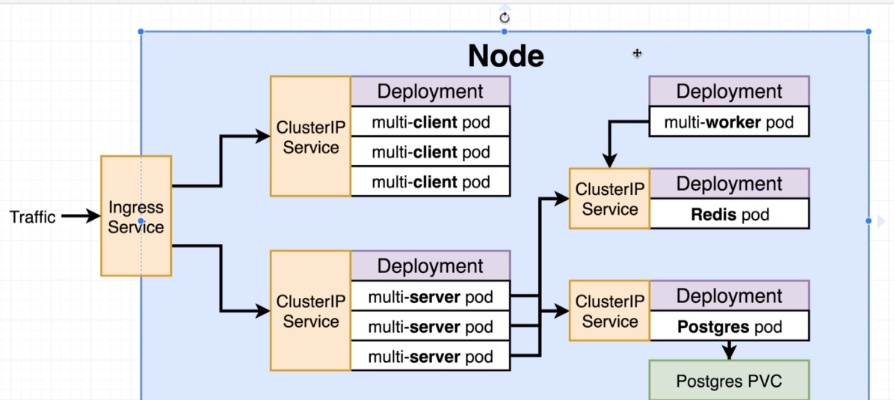 Node
Traffic
Ingress
Service
ClusterIP
Service
Deployment
multi-client pod
multi-client pod
multi-client pod
ClusterIP
Service
Deployment
multi-server pod
multi-server pod
multi-server pod
Deployment
multi-worker pod
ClusterIP
Service
Deployment
Redis pod
ClusterIP
Service
Deployment
Postgres pod
Postgres PVC